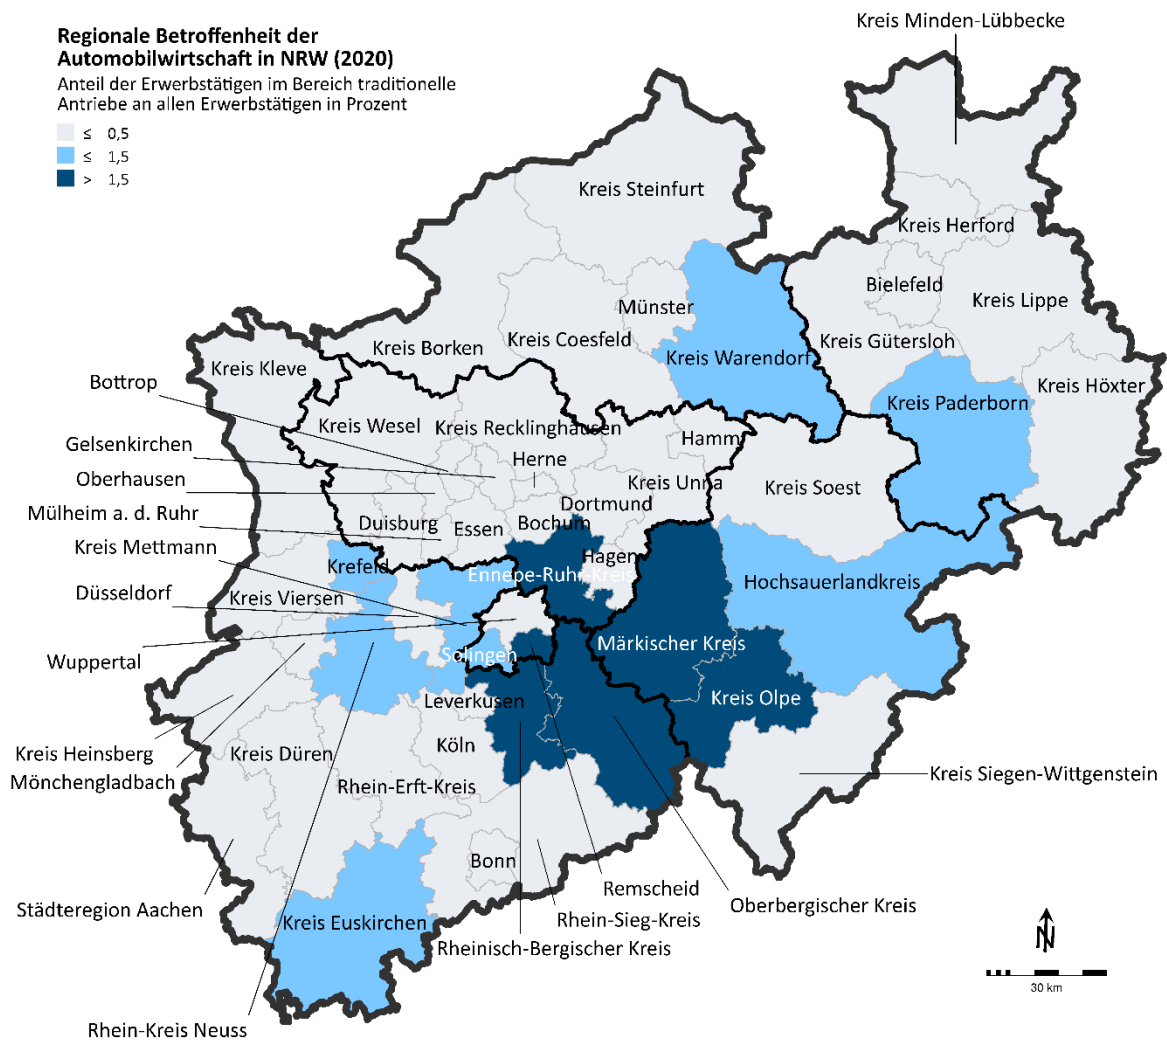 Regionale Betroffenheit der
Automobilwirtschaft in NRW (2020)
Anteil der Erwerbstätigen im Bereich traditionelle
Antriebe an allen Erwerbstätigen in Prozent
≤ 0,5
≤ 1,5
> 1,5
Kreis Minden-Lübbecke
Kreis Steinfurt
Kreis Herford
Bielefeld
Kreis Lippe
Münster
Kreis Coesfeld
Kreis Gütersloh
Kreis Borken
Kreis Warendorf
Kreis Kleve
Kreis Höxter
Bottrop
Kreis Paderborn
Kreis Wesel
Kreis Recklinghausen
Hamm
Gelsenkirchen
Herne
Oberhausen
Kreis Unna
Kreis Soest
Dortmund
Mülheim a. d. Ruhr
Duisburg
Essen
Bochum
Kreis Mettmann
Hagen
Krefeld
Ennepe-Ruhr-Kreis
Hochsauerlandkreis
Düsseldorf
Kreis Viersen
Märkischer Kreis
Wuppertal
Solingen
Leverkusen
Kreis Olpe
Köln
Kreis Heinsberg
Kreis Düren
Mönchengladbach
Rhein-Erft-Kreis
Kreis Siegen-Wittgenstein
Bonn
Remscheid
Städteregion Aachen
Oberbergischer Kreis
Kreis Euskirchen
Rhein-Sieg-Kreis
Rheinisch-Bergischer Kreis
N
30 km
Rhein-Kreis Neuss